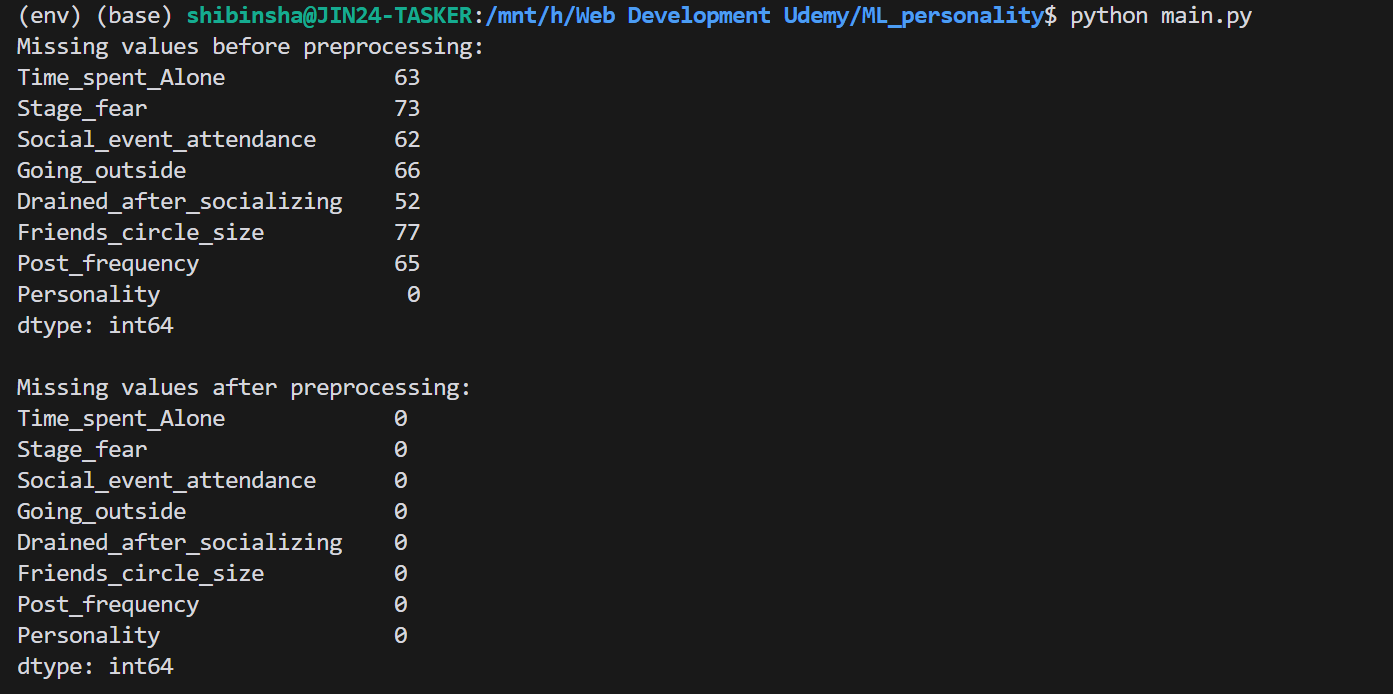 (env) (base) shibinsha@JIN24-TASKER:/mnt/h/Web Development Udemy/ML_personality$ python main.py
Missing values before preprocessing:
Time_spent_Alone             63
Stage_fear                   73
Social_event_attendance      62
Going_outside                66
Drained_after_socializing    52
Friends_circle_size          77
Post_frequency               65
Personality                   0
dtype: int64

Missing values after preprocessing:
Time_spent_Alone             0
Stage_fear                   0
Social_event_attendance      0
Going_outside                0
Drained_after_socializing    0
Friends_circle_size          0
Post_frequency               0
Personality                  0
dtype: int64